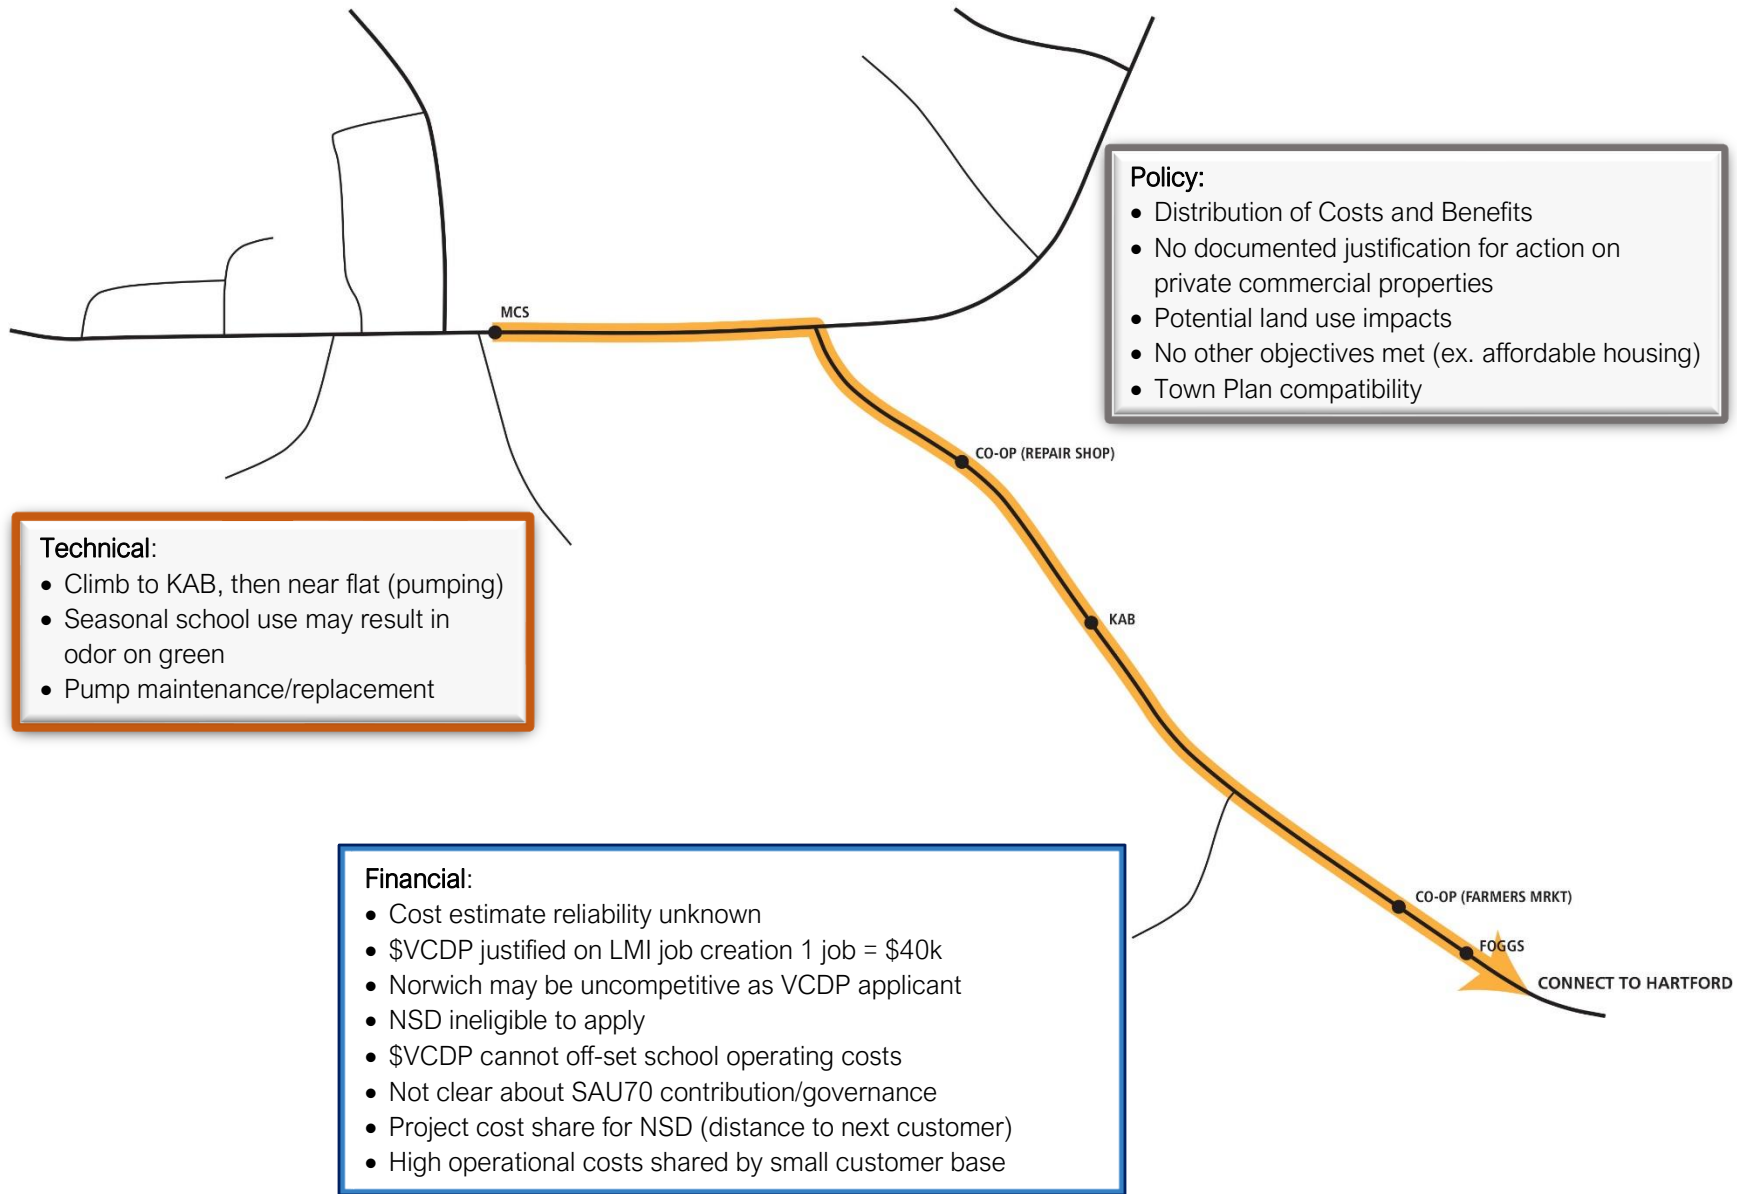 MCS
Policy:
• Distribution of Costs and Benefits
• No documented justification for action on
private commercial properties
• Potential land use impacts
• No other objectives met (ex. affordable housing)
• Town Plan compatibility
CO-OP (REPAIR SHOP)
Technical:
• Climb to KAB, then near flat (pumping)
• Seasonal school use may result in
odor on green
• Pump maintenance/replacement
KAB
Financial:
• Cost estimate reliability unknown
• $VCDP justified on LMI job creation 1 job = $40k
• Norwich may be uncompetitive as VCDP applicant
• NSD ineligible to apply
• $VCDP cannot off-set school operating costs
• Not clear about SAU70 contribution/governance
• Project cost share for NSD (distance to next customer)
• High operational costs shared by small customer base
CO-OP (FARMERS MRKT)
FOGGS
CONNECT TO HARTFORD